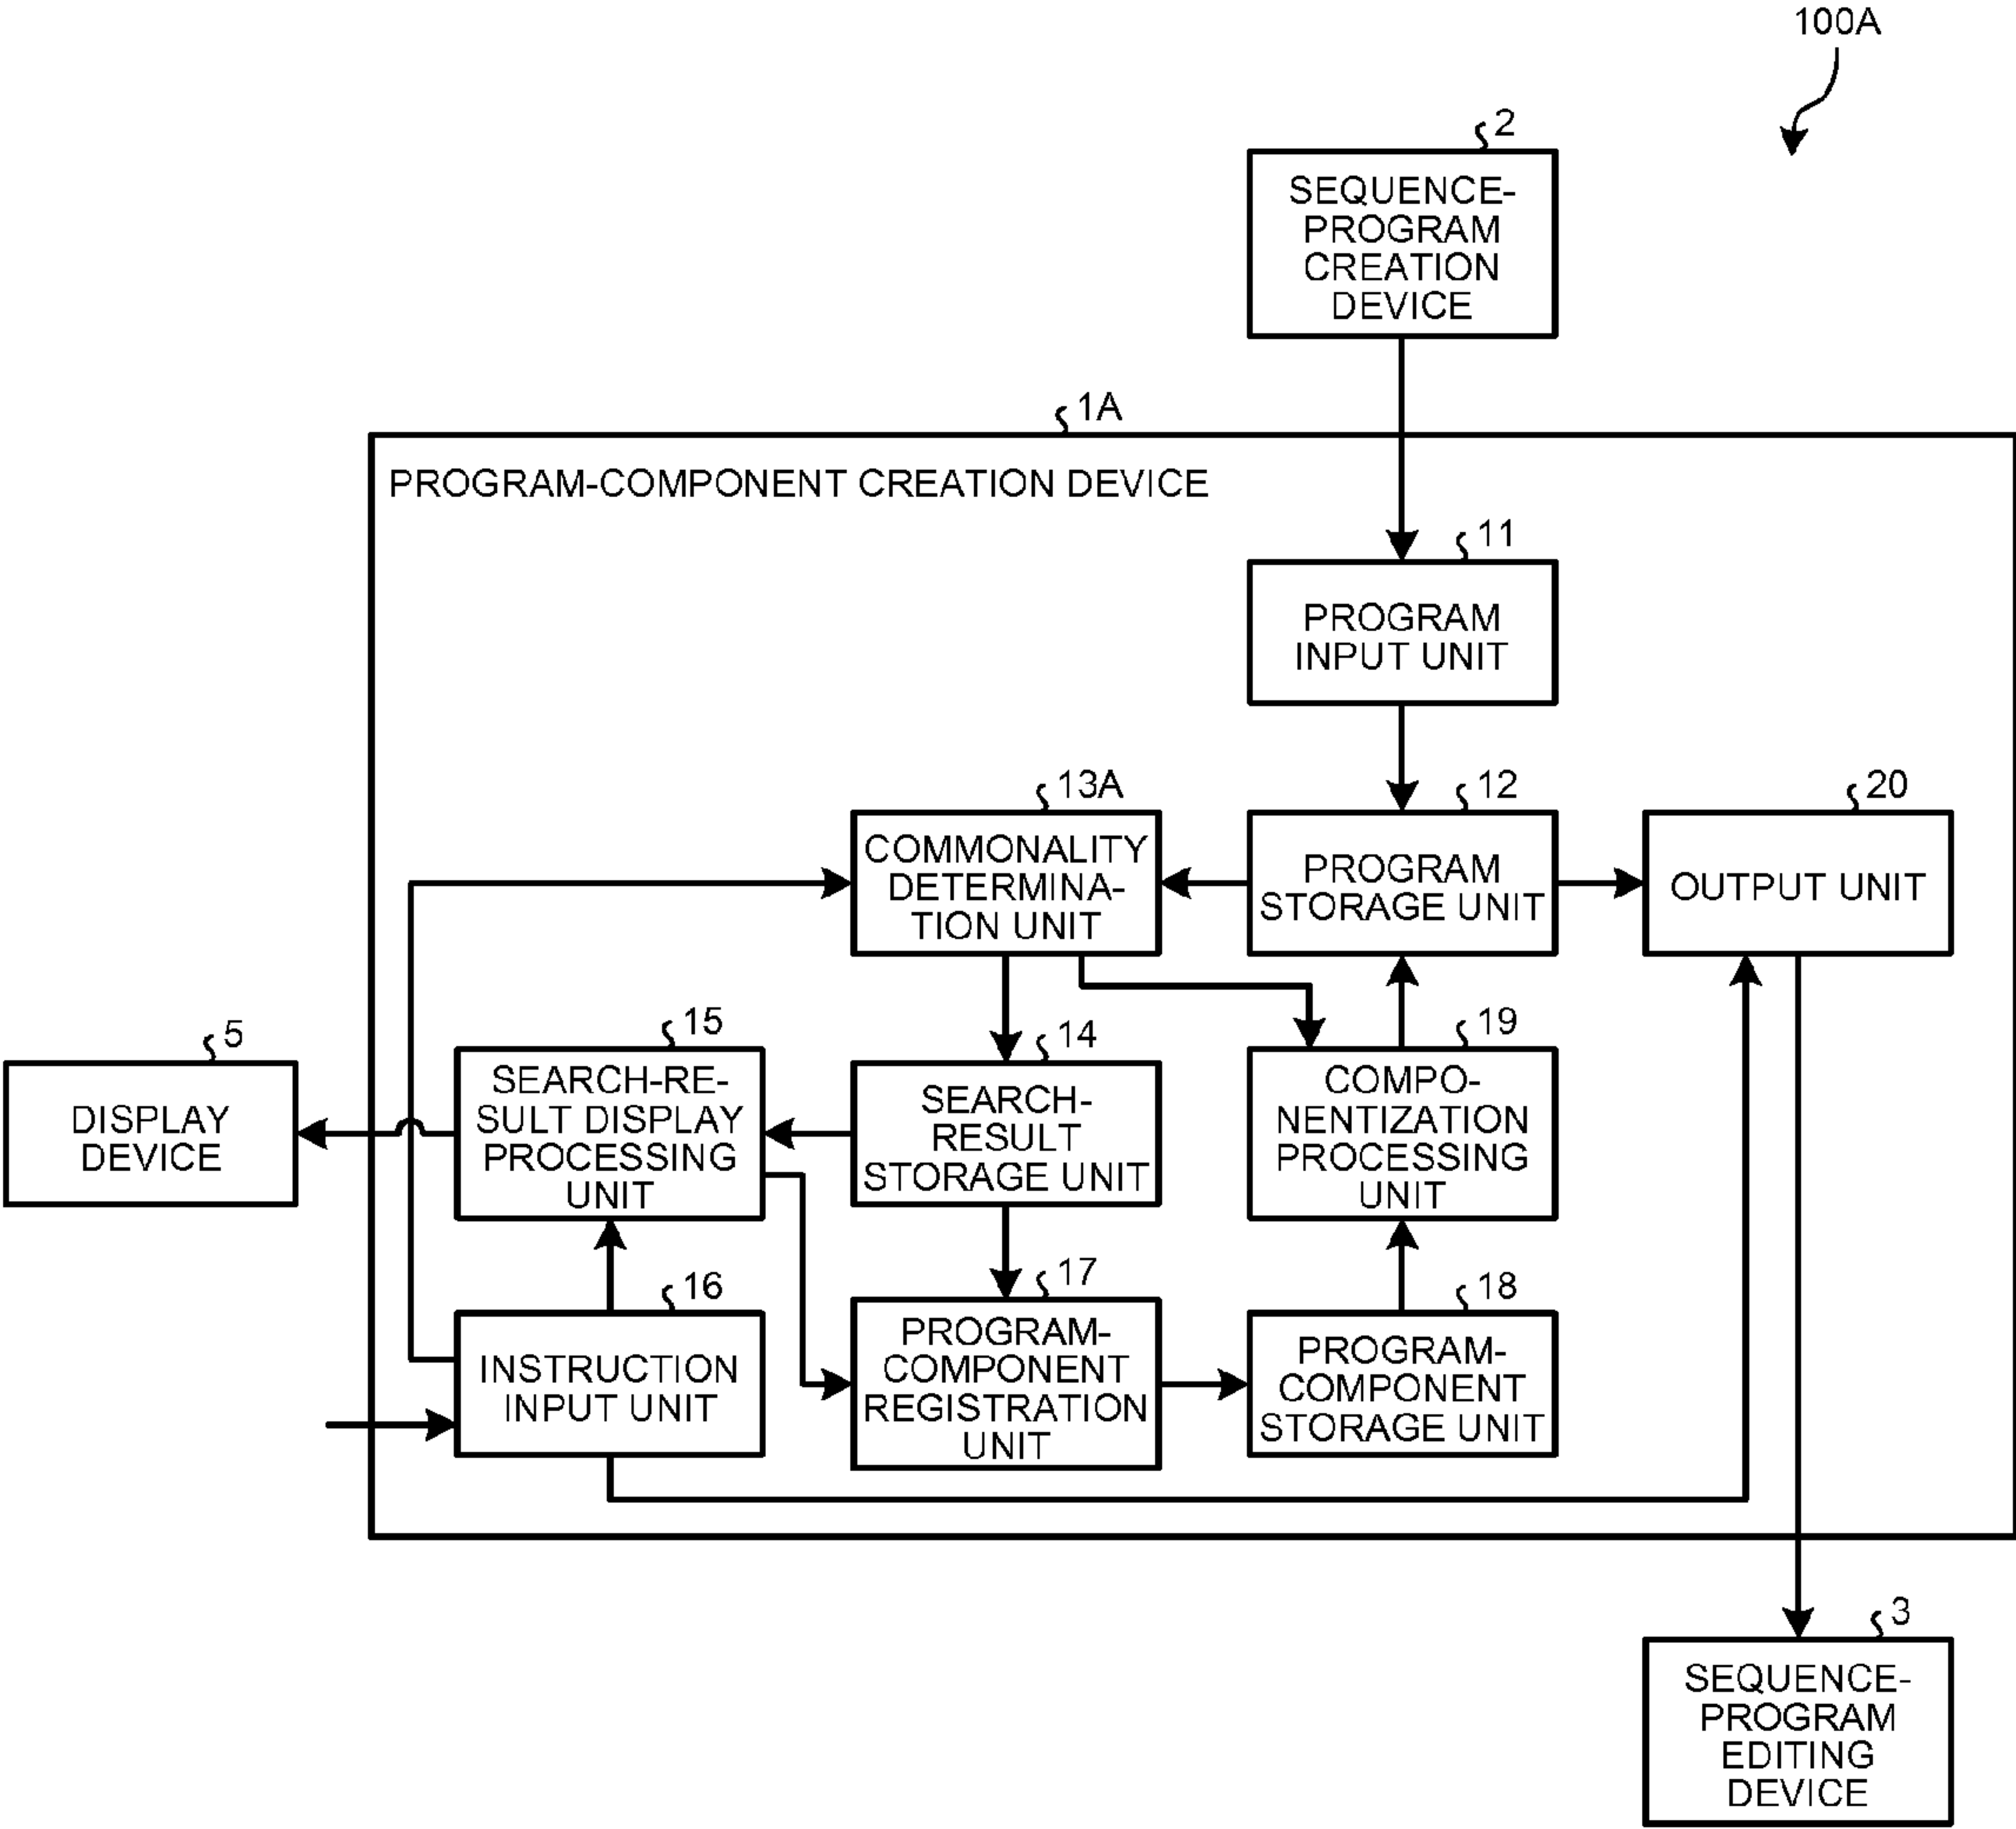 100A
2
SEQUENCE-
PROGRAM
CREATION
DEVICE
1A
PROGRAM-COMPONENT CREATION DEVICE
11
PROGRAM
INPUT UNIT
13A
COMMONALITY
DETERMINA-
TION UNIT
12
PROGRAM
STORAGE UNIT
20
OUTPUT UNIT
5
DISPLAY
DEVICE
15
SEARCH-RE-
SULT DISPLAY
PROCESSING
UNIT
14
SEARCH-
RESULT
STORAGE UNIT
19
COMPO-
NENTIZATION
PROCESSING
UNIT
16
INSTRUCTION
INPUT UNIT
17
PROGRAM-
COMPONENT
REGISTRATION
UNIT
18
PROGRAM-
COMPONENT
STORAGE UNIT
3
SEQUENCE-
PROGRAM
EDITING
DEVICE